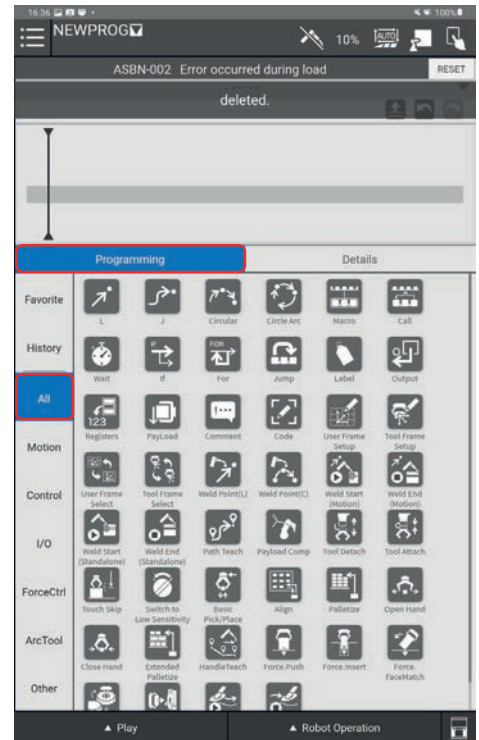 16:36
100%
NEWPROG
10%
AUTO
ASBN-002 Error occurred during load
RESET
deleted.
Programming
Details
Favorite
History
All
Motion
Control
I/O
ForceCtrl
ArcTool
Other
L
J
Circular
Circle Arc
Macro
Call
Wait
IF
If
FOR
For
Jump
Label
Output
123
Registers
PayLoad
Comment
Code
User Frame
Setup
Tool Frame
Setup
User Frame
Select
Tool Frame
Select
Weld Point(L)
Weld Point(C)
Weld Start
(Motion)
Weld End
(Motion)
Weld Start
(Standalone)
Weld End
(Standalone)
Path Teach
Payload Comp
Tool Detach
Tool Attach
Touch Skip
Switch to
Low Sensitivity
Basic
Pick/Place
Align
Palletize
Open Hand
Close Hand
Extended
Palletize
HandleTeach
Force.Push
Force.Insert
Force.
FaceMatch
▲ Play
▲ Robot Operation